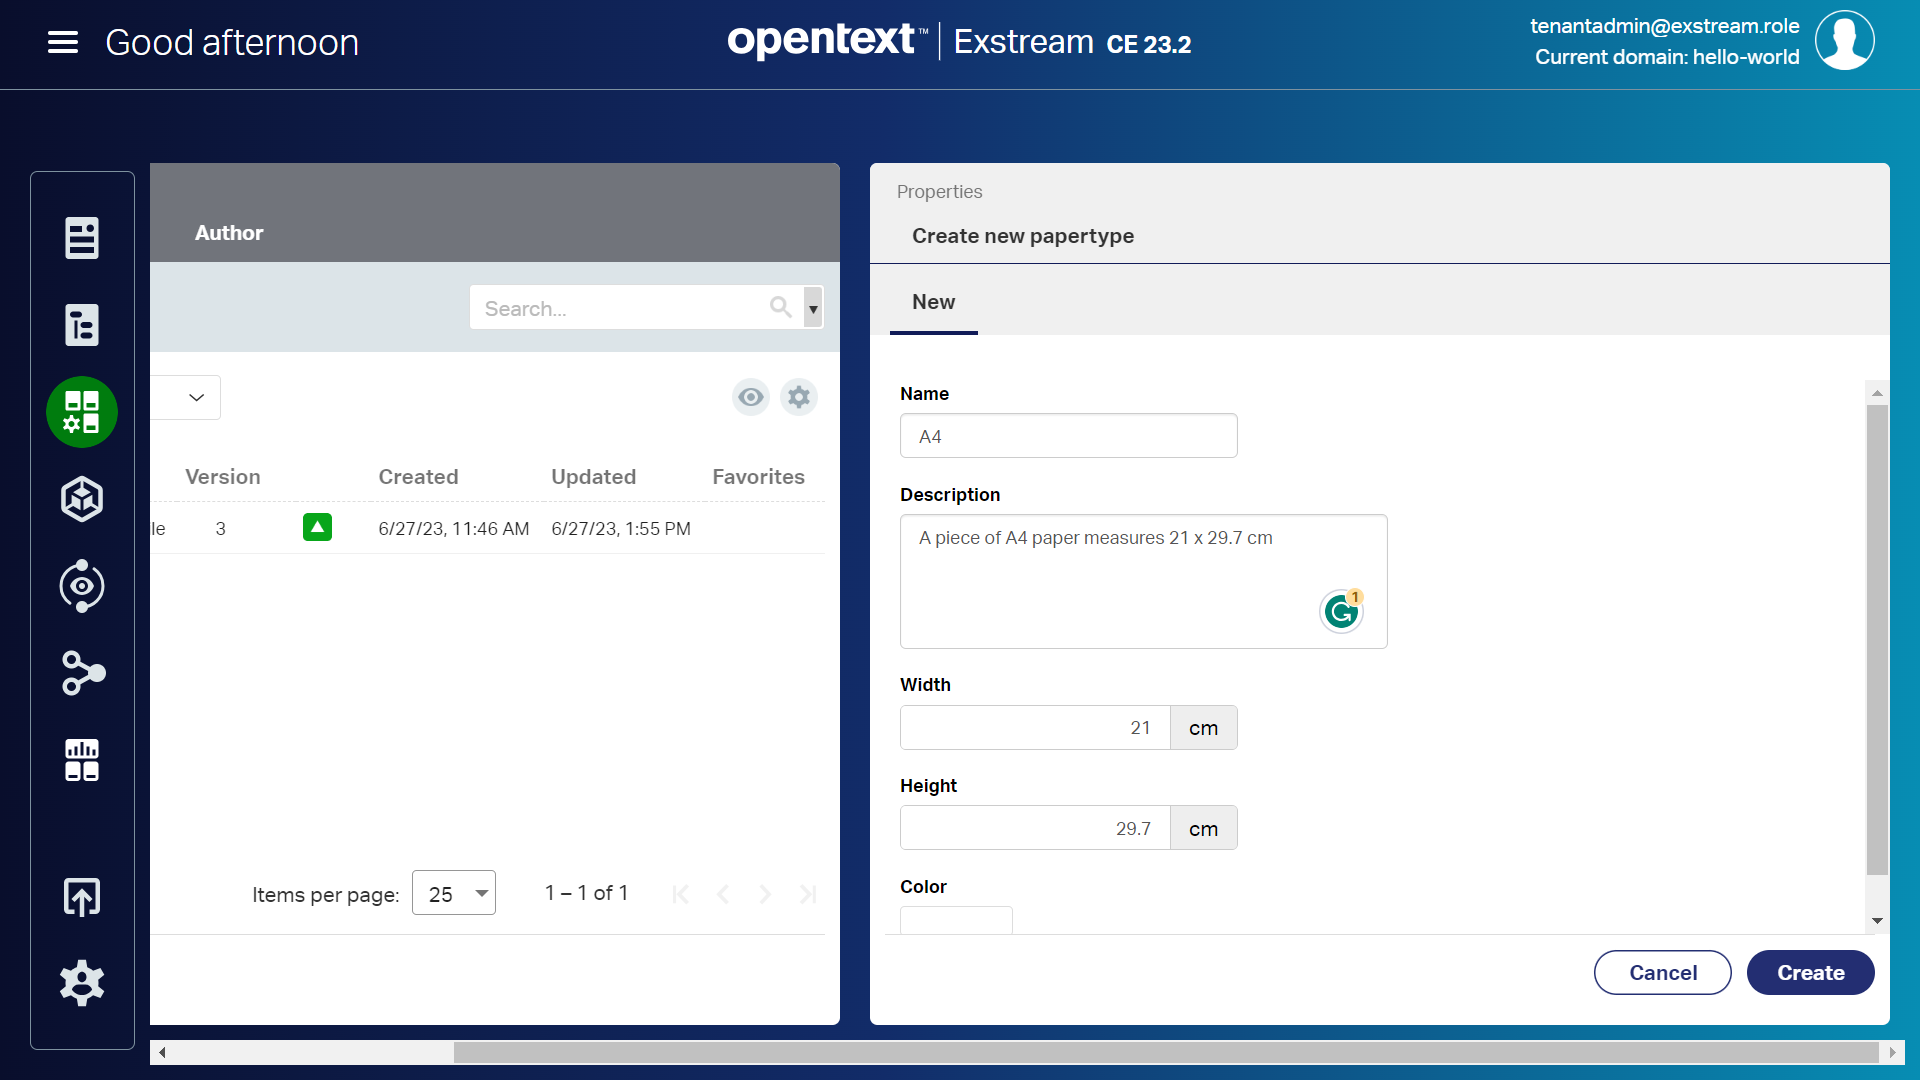 Good afternoon
opentext™ Exstream CE 23.2
tenantadmin@exstream.role
Current domain: hello-world
Author
Search...
Version Created Updated Favorites
le 3 6/27/23, 11:46 AM 6/27/23, 1:55 PM
Items per page: 25 1 – 1 of 1
Properties
Create new papertype
New
Name
A4
Description
A piece of A4 paper measures 21 x 29.7 cm
1
Width
21 cm
Height
29.7 cm
Color
Cancel Create